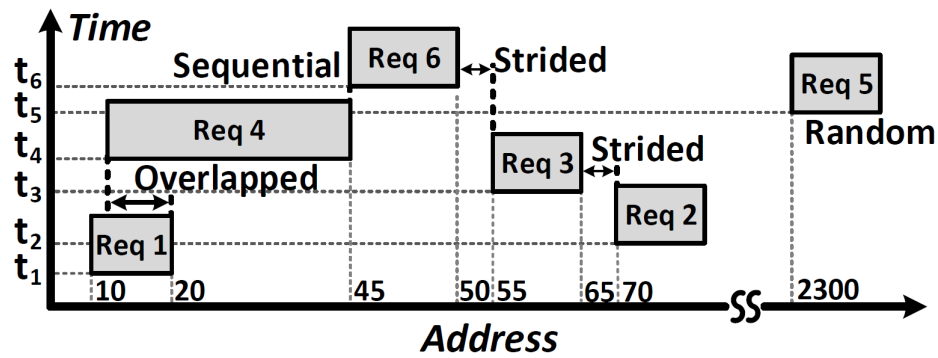 Time
t₆
Sequential
Req 6
Strided
Req 5
t₅
Req 4
Random
t₄
Req 3
Strided
Overlapped
t₃
Req 1
Req 2
t₂
t₁
10
20
45
50
55
65
70
2300
SS
Address